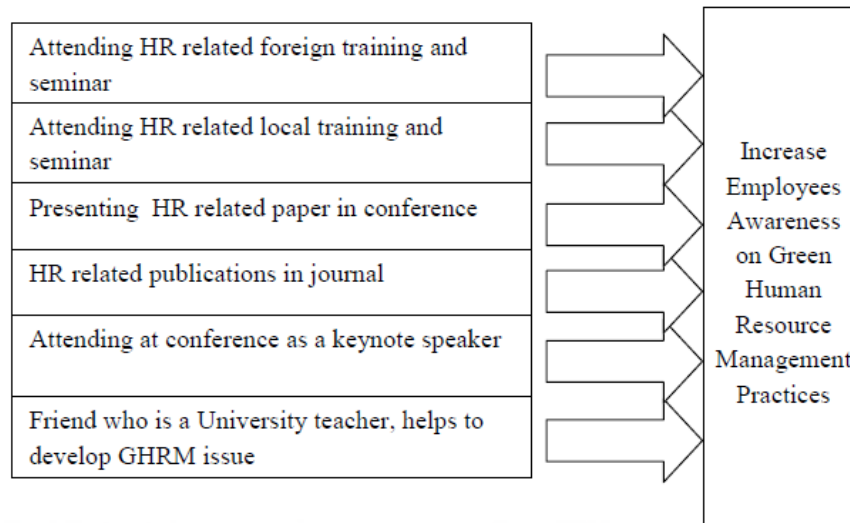 Attending HR related foreign training and
seminar
Attending HR related local training and
seminar
Presenting HR related paper in conference
HR related publications in journal
Attending at conference as a keynote speaker
Friend who is a University teacher, helps to
develop GHRM issue
Increase
Employees
Awareness
on Green
Human
Resource
Management
Practices